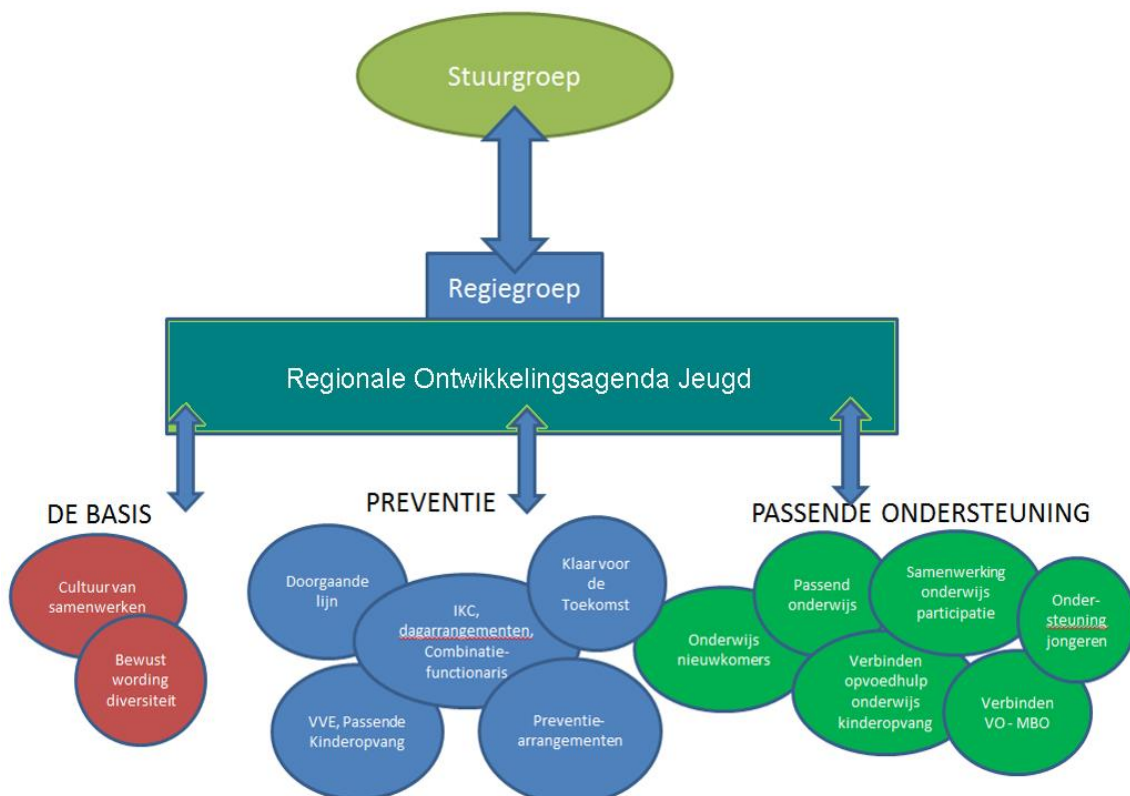 Stuurgroep
Regiegroep
Regionale Ontwikkelingsagenda Jeugd
DE BASIS
Cultuur van
samenwerken
Bewust
wording
diversiteit
PREVENTIE
Doorgaande
lijn
IKC,
dagarrangementen,
Combinatie-
functionaris
Klaar voor
de
Toekomst
VVE, Passende
Kinderopvang
Preventie-
arrangementen
PASSENDE ONDERSTEUNING
Onderwijs
nieuwkomers
Passend
onderwijs
Samenwerking
onderwijs
participatie
Onder-
steuning
jongeren
Verbinden
opvoedhulp
onderwijs
kinderopvang
Verbinden
VO - MBO